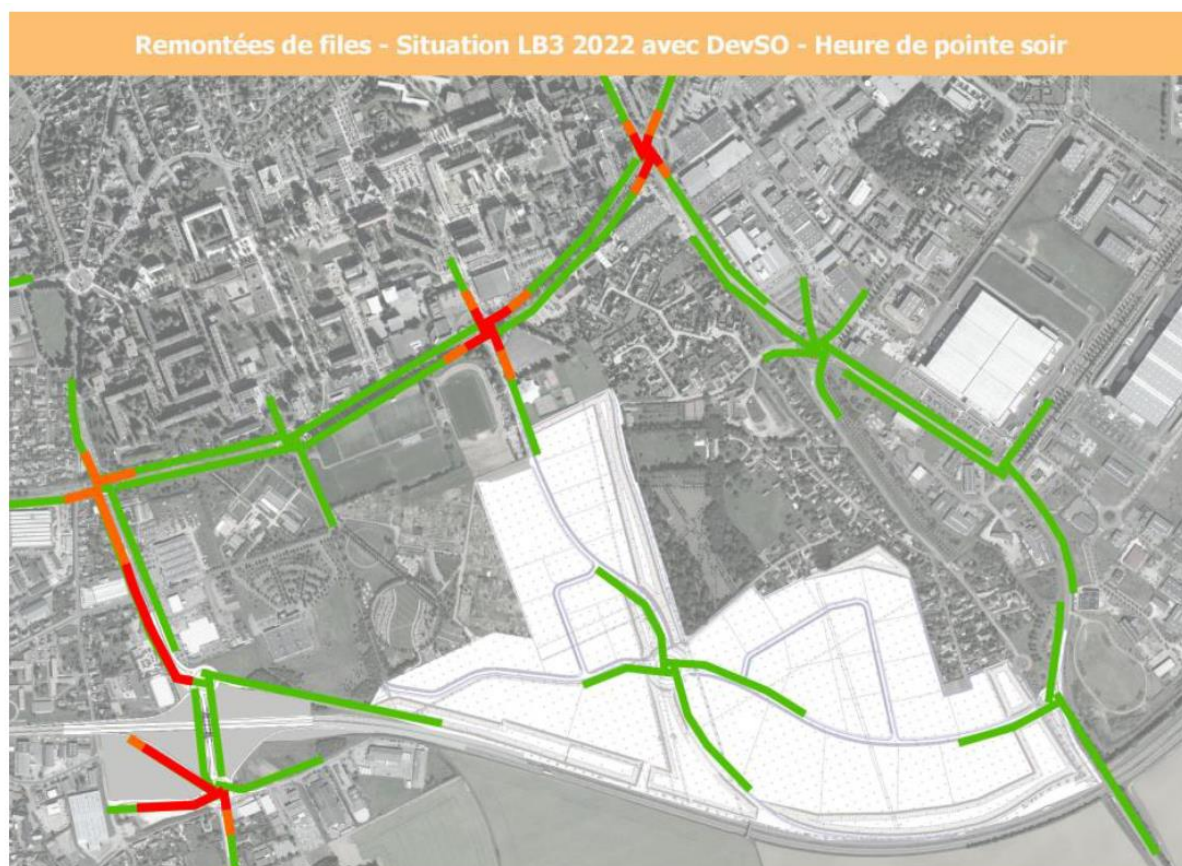 Remontées de files - Situation LB3 2022 avec DevSO - Heure de pointe soir